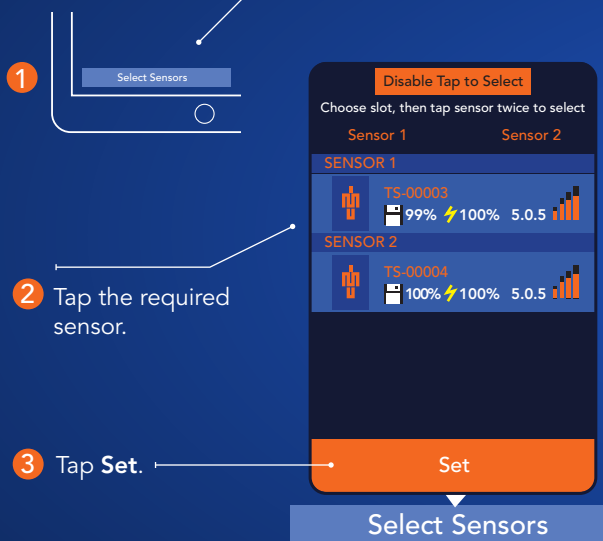 1
Select Sensors
Disable Tap to Select
Choose slot, then tap sensor twice to select
Sensor 1 Sensor 2
SENSOR 1
TS-00003
99% 100% 5.0.5
SENSOR 2
TS-00004
100% 100% 5.0.5
2 Tap the required
sensor.
3 Tap Set.
Set
Select Sensors